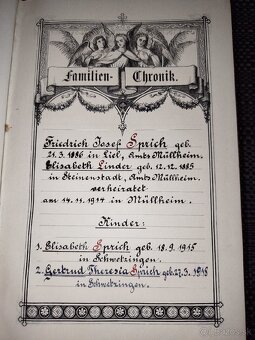 Familien-Chronik.
Friedrich Josef Sprich geb.
21.3.1886 in Liel, Amts Müllheim.
Elisabeth Linder geb. 12.12.1885
in Steinenstadt, Amts Müllheim.
verheiratet
am 14.11.1914 in Müllheim.
Kinder:
1. Elisabeth Sprich geb. 18.9.1915
in Schwetzingen.
2. Gertrud Theresia Sprich geb. 27.3.1918
in Schwetzingen.